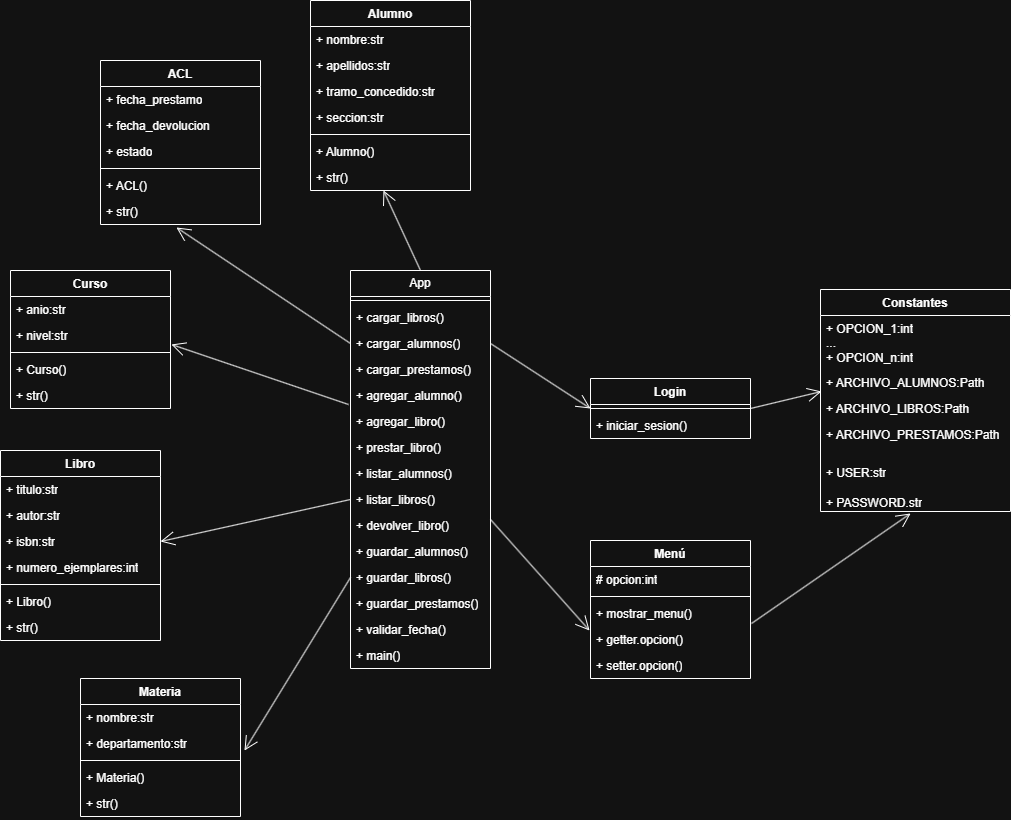 Alumno
+ nombre:str
+ apellidos:str
+ tramo_concedido:str
+ seccion:str
+ Alumno()
+ str()
ACL
+ fecha_prestamo
+ fecha_devolucion
+ estado
+ ACL()
+ str()
Curso
+ anio:str
+ nivel:str
+ Curso()
+ str()
App
+ cargar_libros()
+ cargar_alumnos()
+ cargar_prestamos()
+ agregar_alumno()
+ agregar_libro()
+ prestar_libro()
+ listar_alumnos()
+ listar_libros()
+ devolver_libro()
+ guardar_alumnos()
+ guardar_libros()
+ guardar_prestamos()
+ validar_fecha()
+ main()
Constantes
+ OPCION_1:int
...
+ OPCION_n:int
+ ARCHIVO_ALUMNOS:Path
+ ARCHIVO_LIBROS:Path
+ ARCHIVO_PRESTAMOS:Path
+ USER:str
+ PASSWORD.str
Login
+ iniciar_sesion()
Libro
+ titulo:str
+ autor:str
+ isbn:str
+ numero_ejemplares:int
+ Libro()
+ str()
Menú
# opcion:int
+ mostrar_menu()
+ getter.opcion()
+ setter.opcion()
Materia
+ nombre:str
+ departamento:str
+ Materia()
+ str()